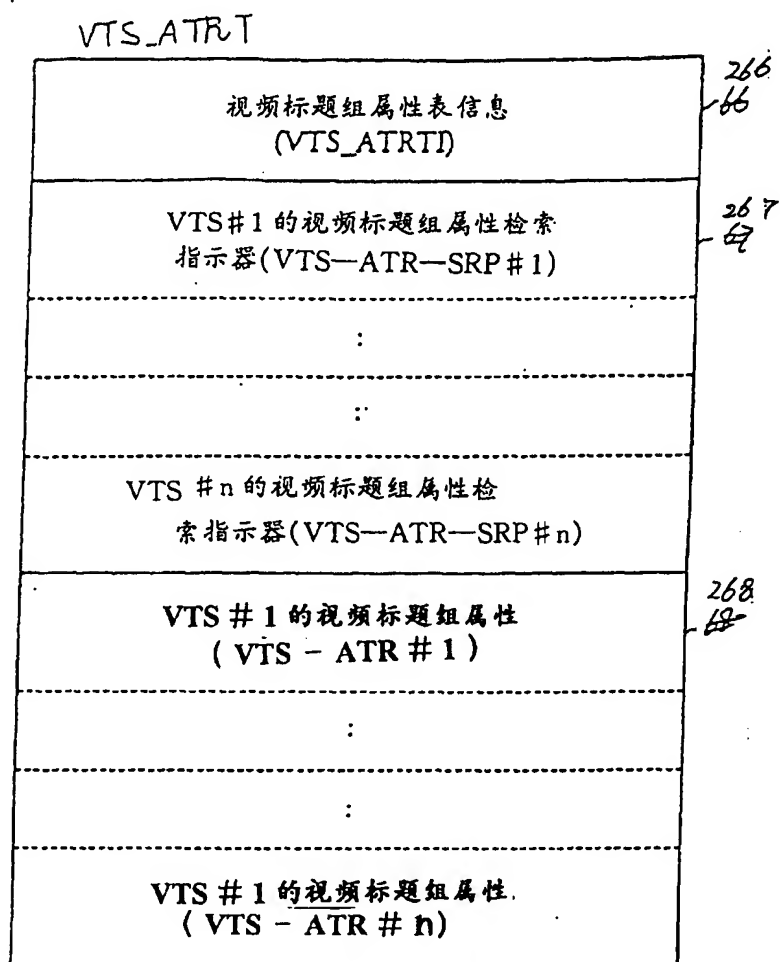 VTS_ATRT
266
视频标题组属性表信息
66
(VTS_ATRTI)
VTS#1的视频标题组属性检索
267
指示器(VTS—ATR—SRP#1)
67
:
:
VTS #n的视频标题组属性检
索指示器(VTS—ATR—SRP#n)
268
VTS # 1 的视频标题组属性
68
( VTS - ATR # 1 )
:
:
VTS # 1 的视频标题组属性.
( VTS - ATR # n)